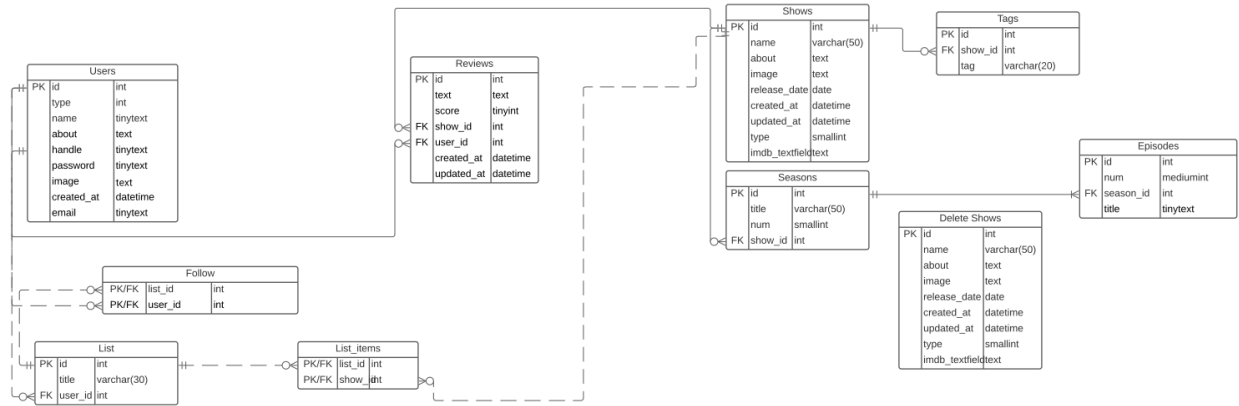 Users
PK id int
type int
name tinytext
about text
handle tinytext
password tinytext
image text
created_at datetime
email tinytext
Reviews
PK id int
text text
score tinyint
FK show_id int
FK user_id int
created_at datetime
updated_at datetime
Shows
PK id int
name varchar(50)
about text
image text
release_date date
created_at datetime
updated_at datetime
type smallint
imdb_textfield text
Tags
PK id int
FK show_id int
tag varchar(20)
Seasons
PK id int
title varchar(50)
num smallint
FK show_id int
Episodes
PK id int
num mediumint
FK season_id int
title tinytext
Delete Shows
PK id int
name varchar(50)
about text
image text
release_date date
created_at datetime
updated_at datetime
type smallint
imdb_textfield text
Follow
PK/FK list_id int
PK/FK user_id int
List
PK id int
title varchar(30)
FK user_id int
List_items
PK/FK list_id int
PK/FK show_id int